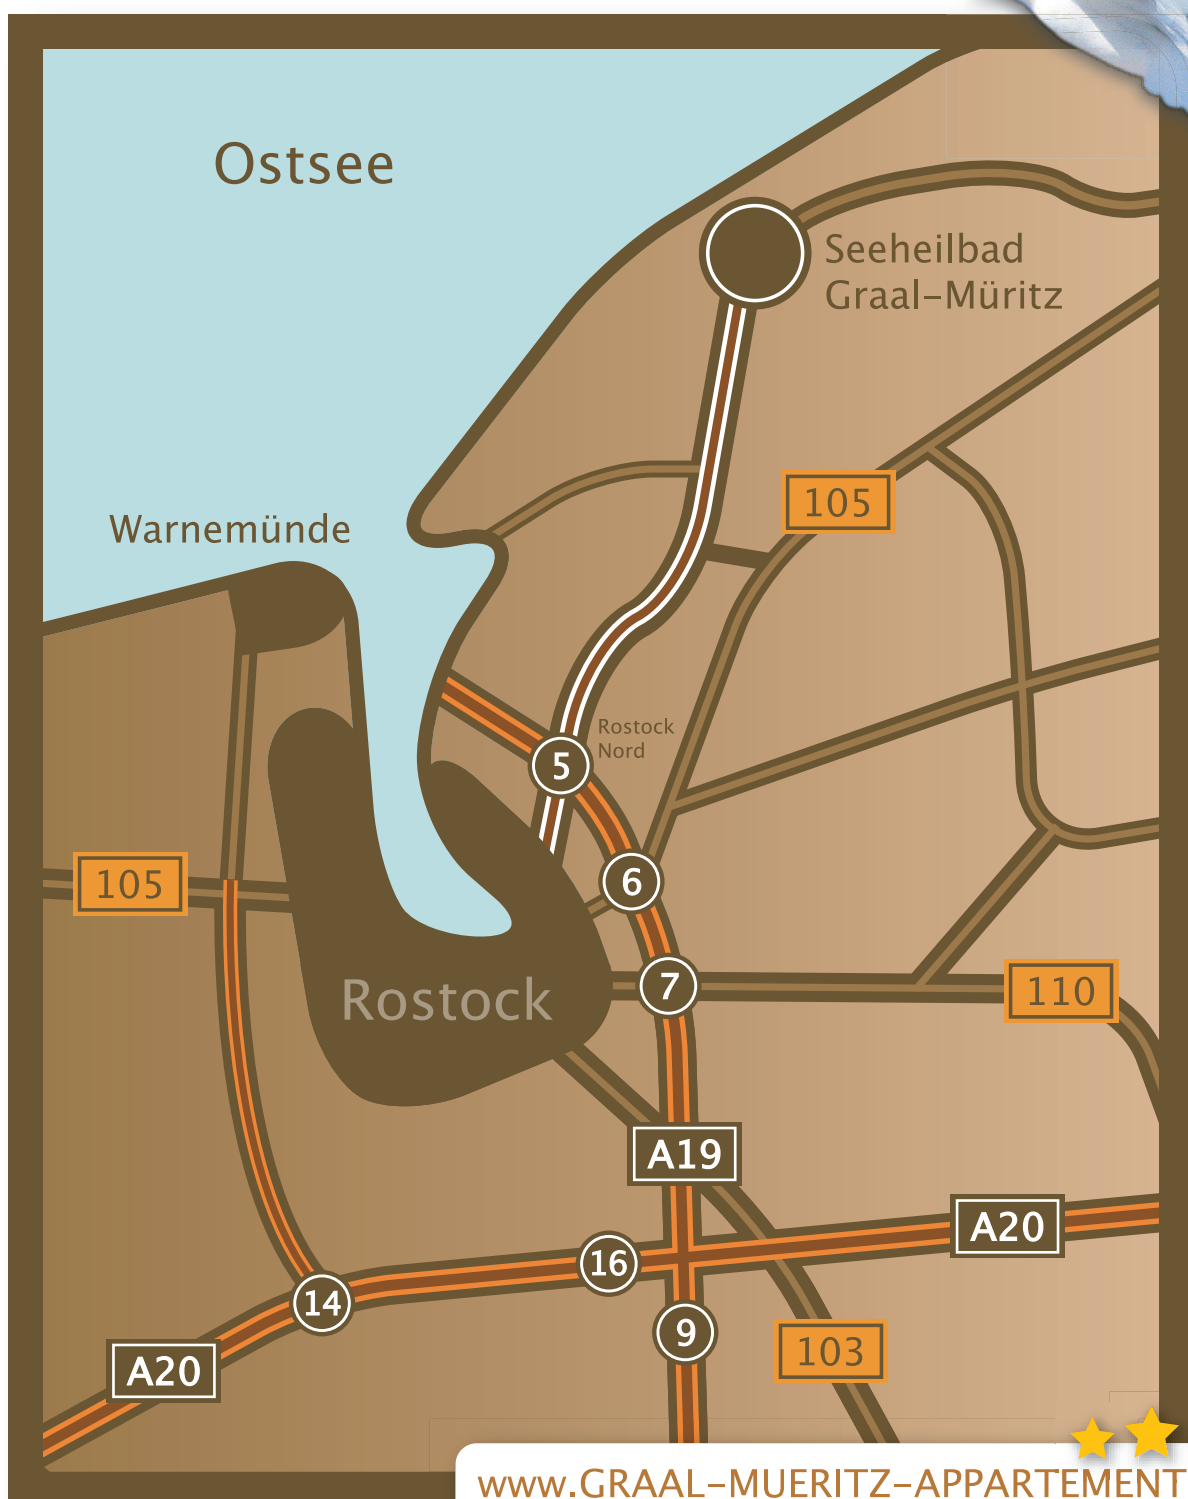 Ostsee
Seeheilbad
Graal-Müritz
105
Warnemünde
Rostock
Nord
5
105
6
Rostock
7
110
A19
A20
16
14
9
103
A20
www.GRAAL-MUERITZ-APPARTEMENT